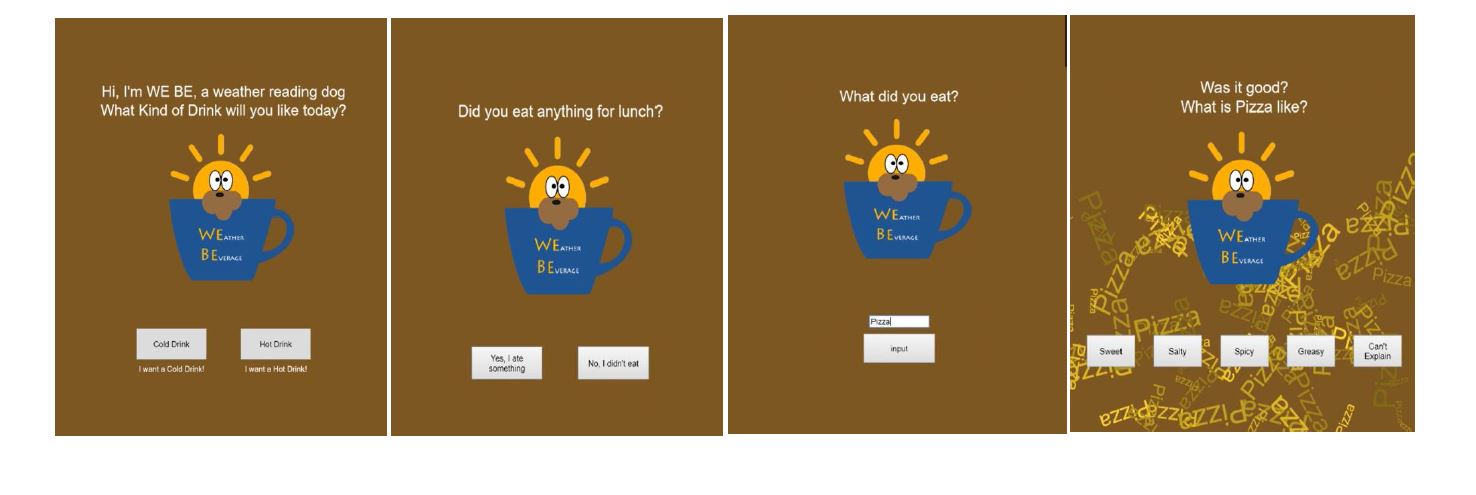 Hi, I'm WE BE, a weather reading dog
What Kind of Drink will you like today?
WEATHER
BEVERAGE
Cold Drink
Hot Drink
I want a Cold Drink!
I want a Hot Drink!
Did you eat anything for lunch?
WEATHER
BEVERAGE
Yes, I ate
something
No, I didn't eat
What did you eat?
WEATHER
BEVERAGE
Pizza
input
Was it good?
What is Pizza like?
WEATHER
BEVERAGE
Sweet
Salty
Spicy
Greasy
Can't
Explain
Pizza
Pizza
Pizza
Pizza
Pizza
Pizza
Pizza
Pizza
Pizza
Pizza